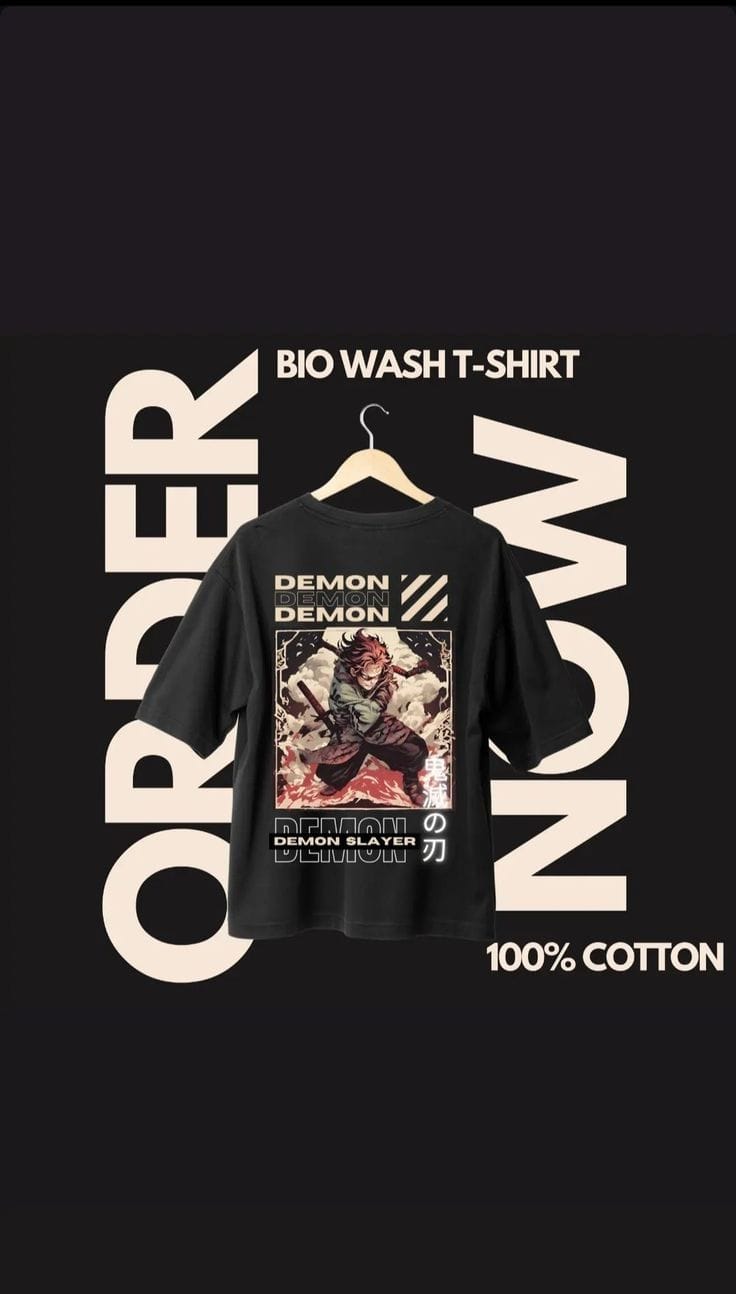 BIO WASH T-SHIRT
ORDER
NOW
DEMON
DEMON
DEMON
DEMON
DEMON SLAYER
鬼滅の刃
100% COTTON